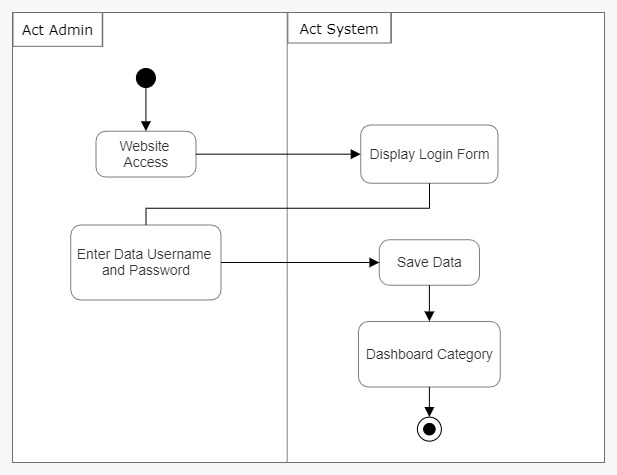 Act Admin
Act System
Website
Access
Display Login Form
Enter Data Username
and Password
Save Data
Dashboard Category